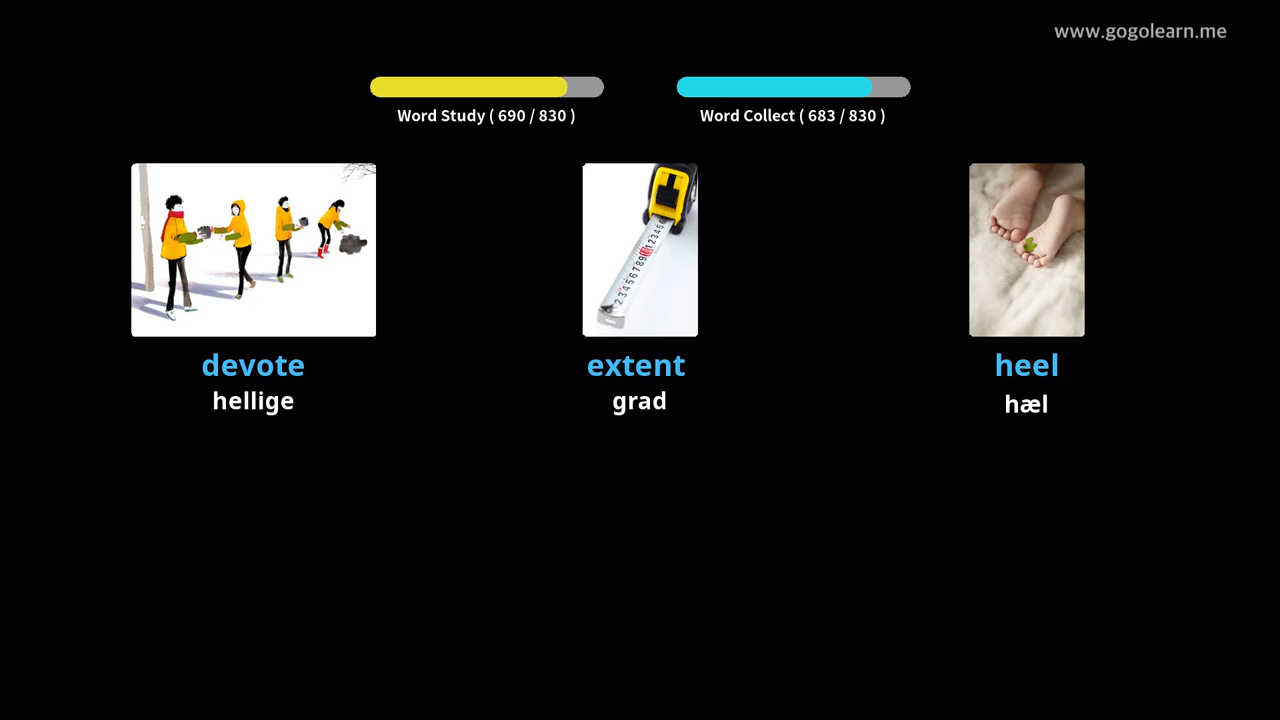 www.gogolearn.me
Word Study ( 690 / 830 )
Word Collect ( 683 / 830 )
devote
hellige
extent
grad
heel
hæl